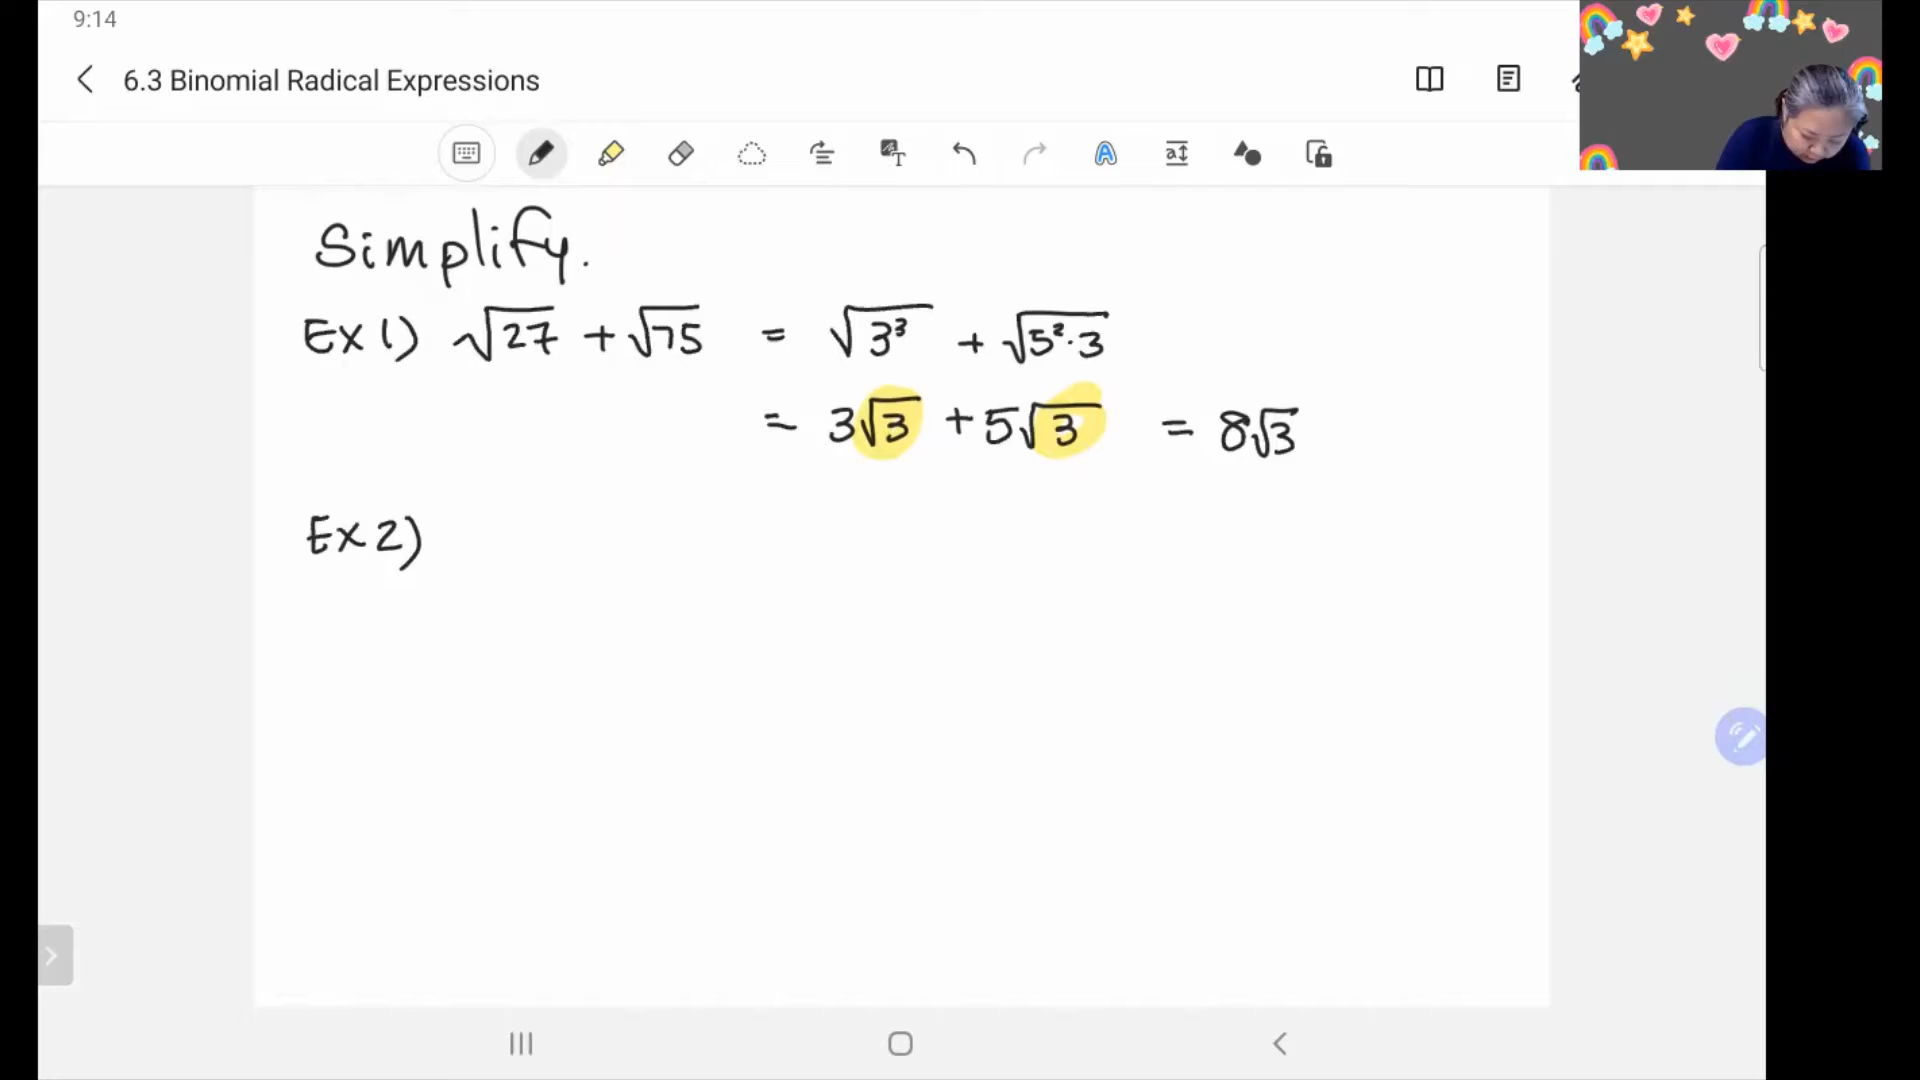 9:14
6.3 Binomial Radical Expressions
Simplify.
Ex 1) √27 + √75 = √3³ + √5²·3
= 3√3 + 5√3 = 8√3
Ex 2)